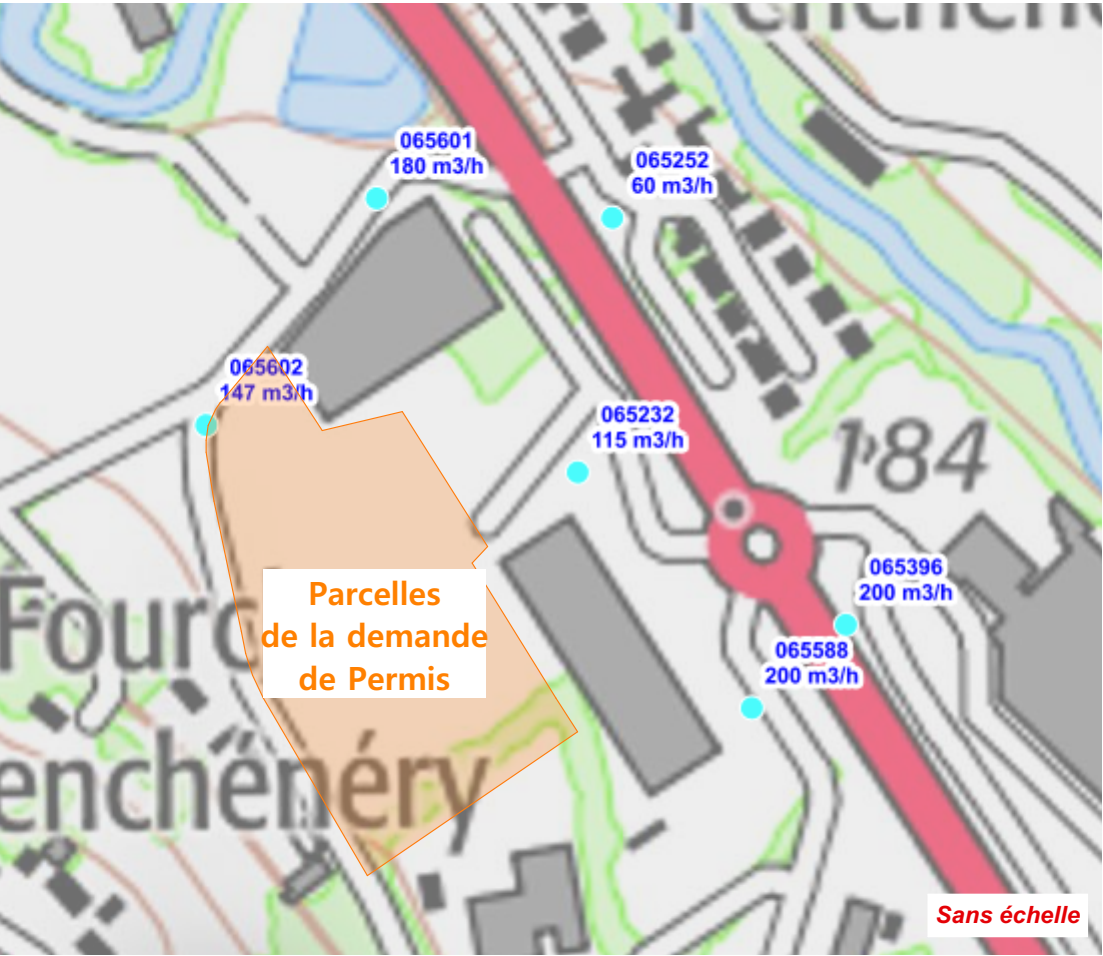 065601
180 m3/h
065252
60 m3/h
065602
147 m3/h
065232
115 m3/h
184
065396
200 m3/h
Parcelles
de la demande
de Permis
Fourc
065588
200 m3/h
enchênéry
Sans échelle